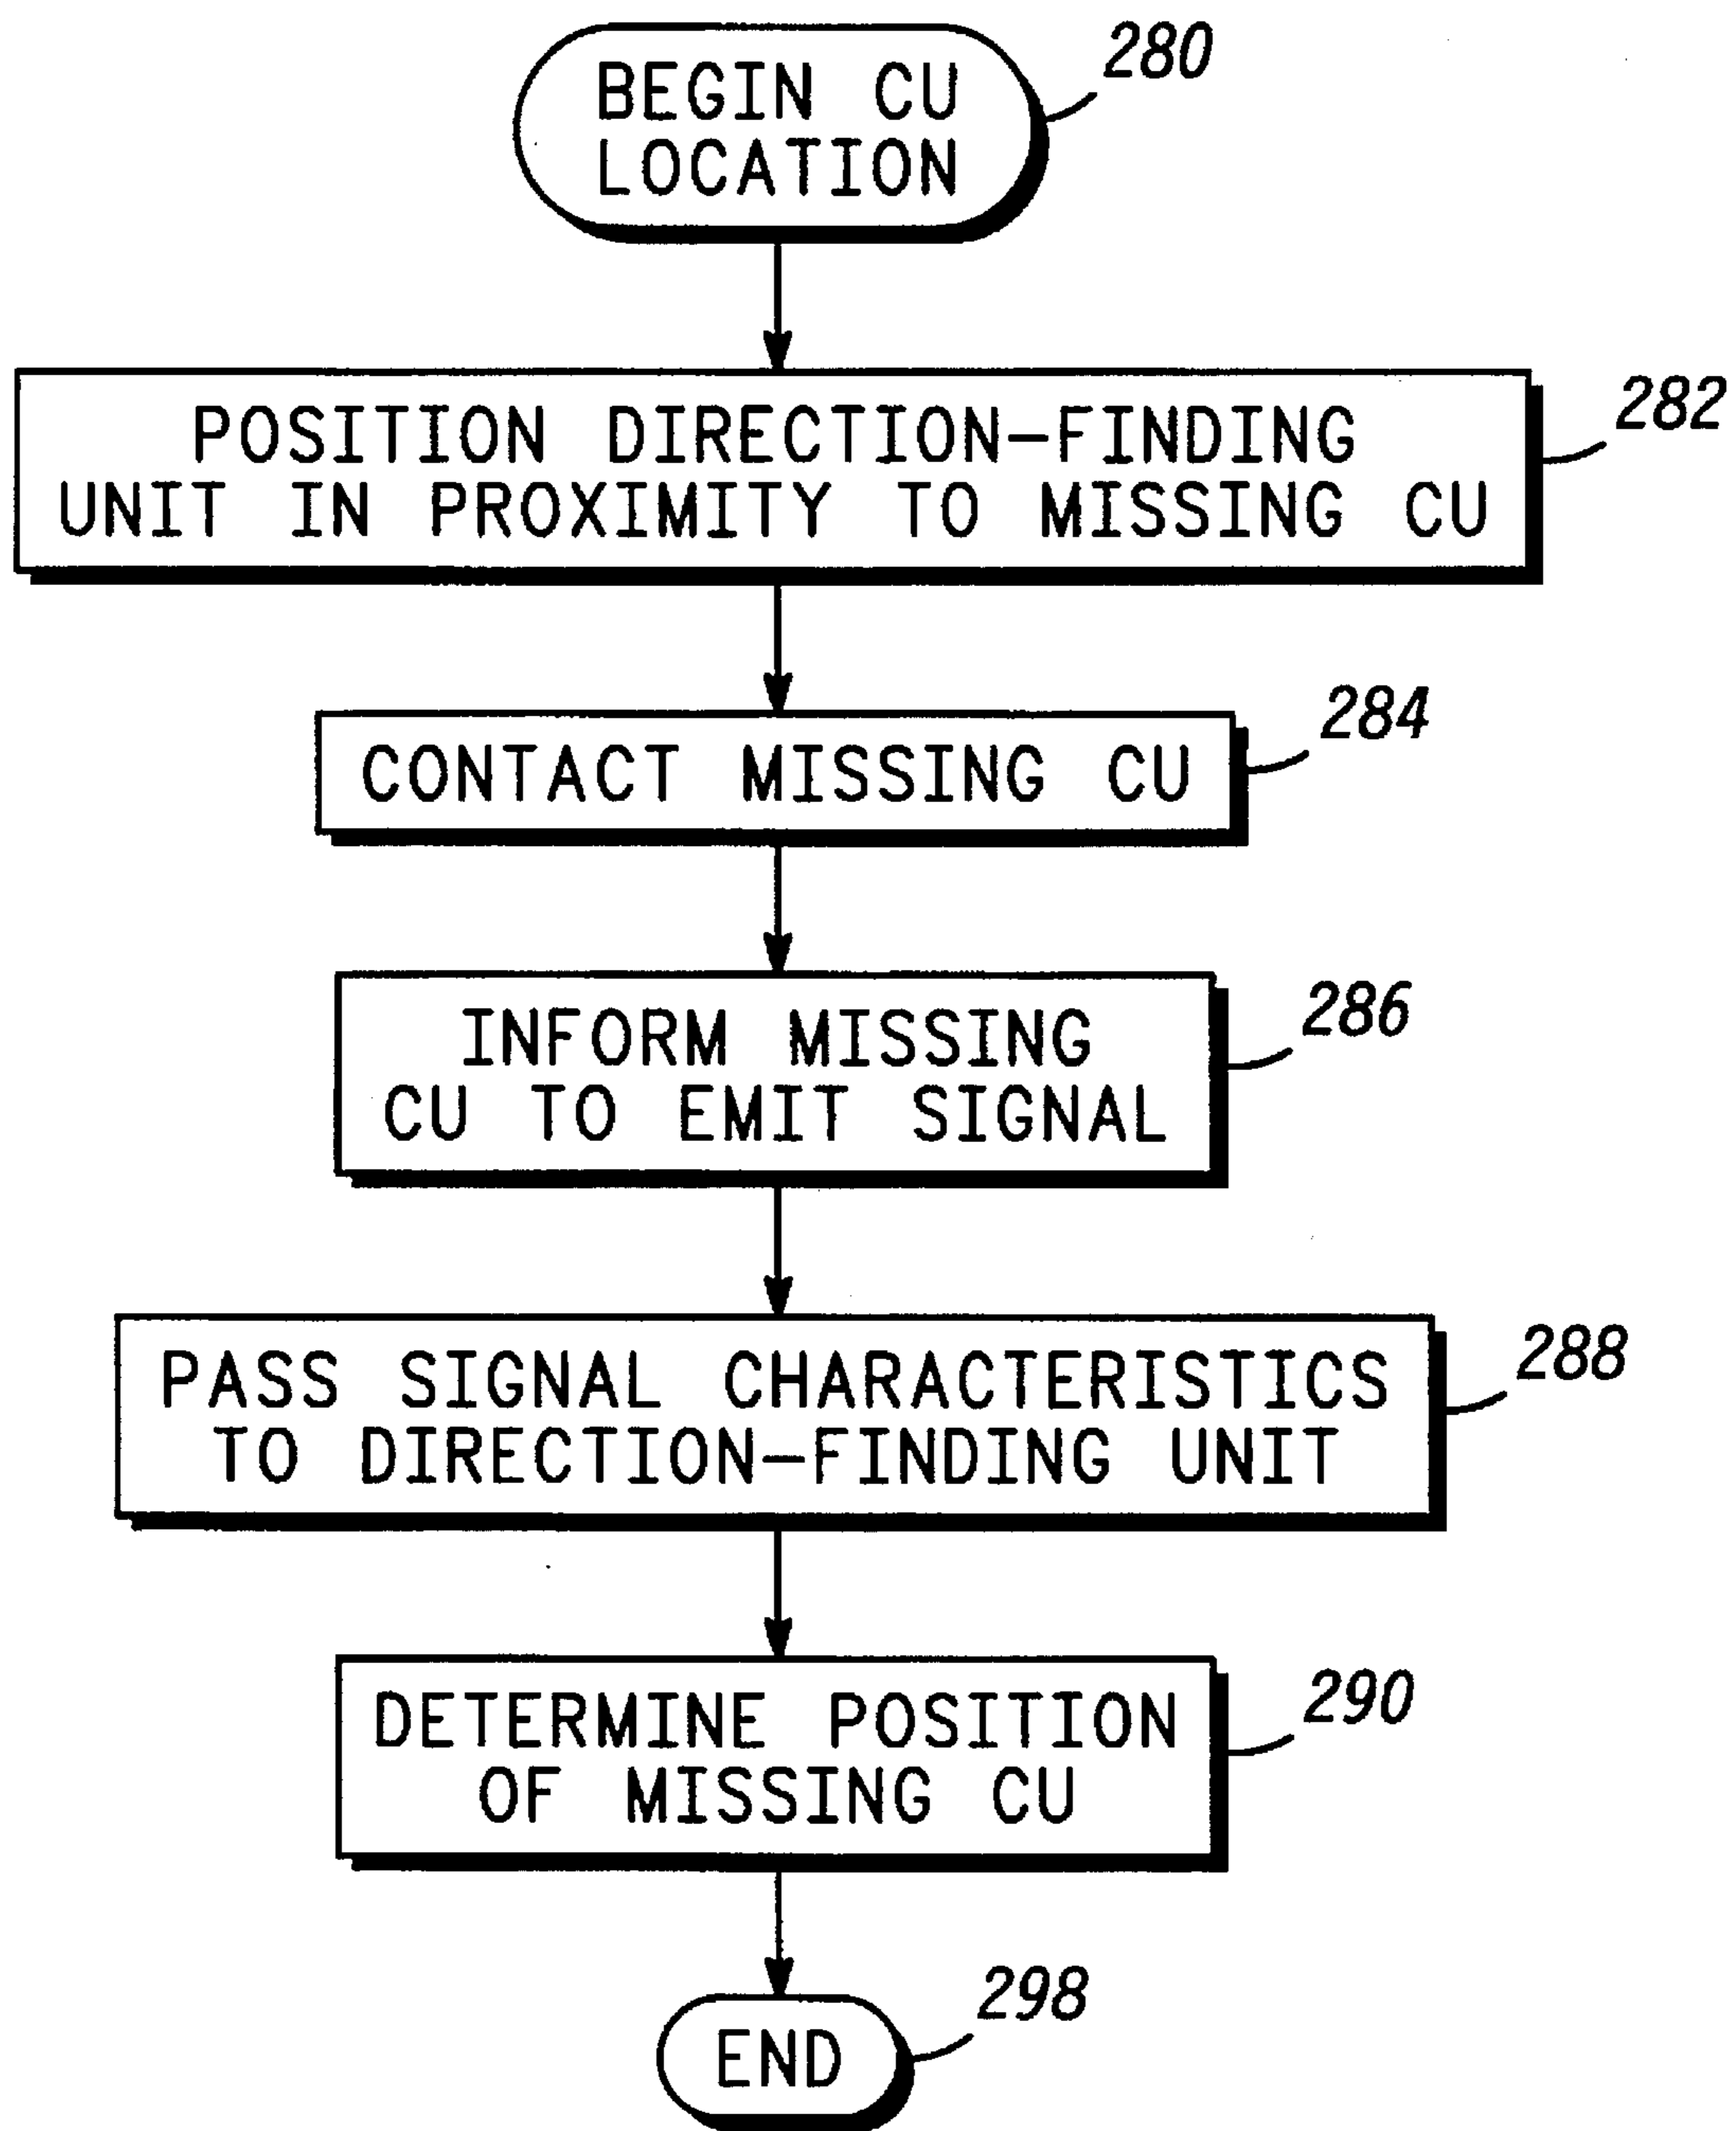 BEGIN CU
LOCATION
280
POSITION DIRECTION-FINDING
UNIT IN PROXIMITY TO MISSING CU
282
CONTACT MISSING CU
284
INFORM MISSING
CU TO EMIT SIGNAL
286
PASS SIGNAL CHARACTERISTICS
TO DIRECTION-FINDING UNIT
288
DETERMINE POSITION
OF MISSING CU
290
END
298